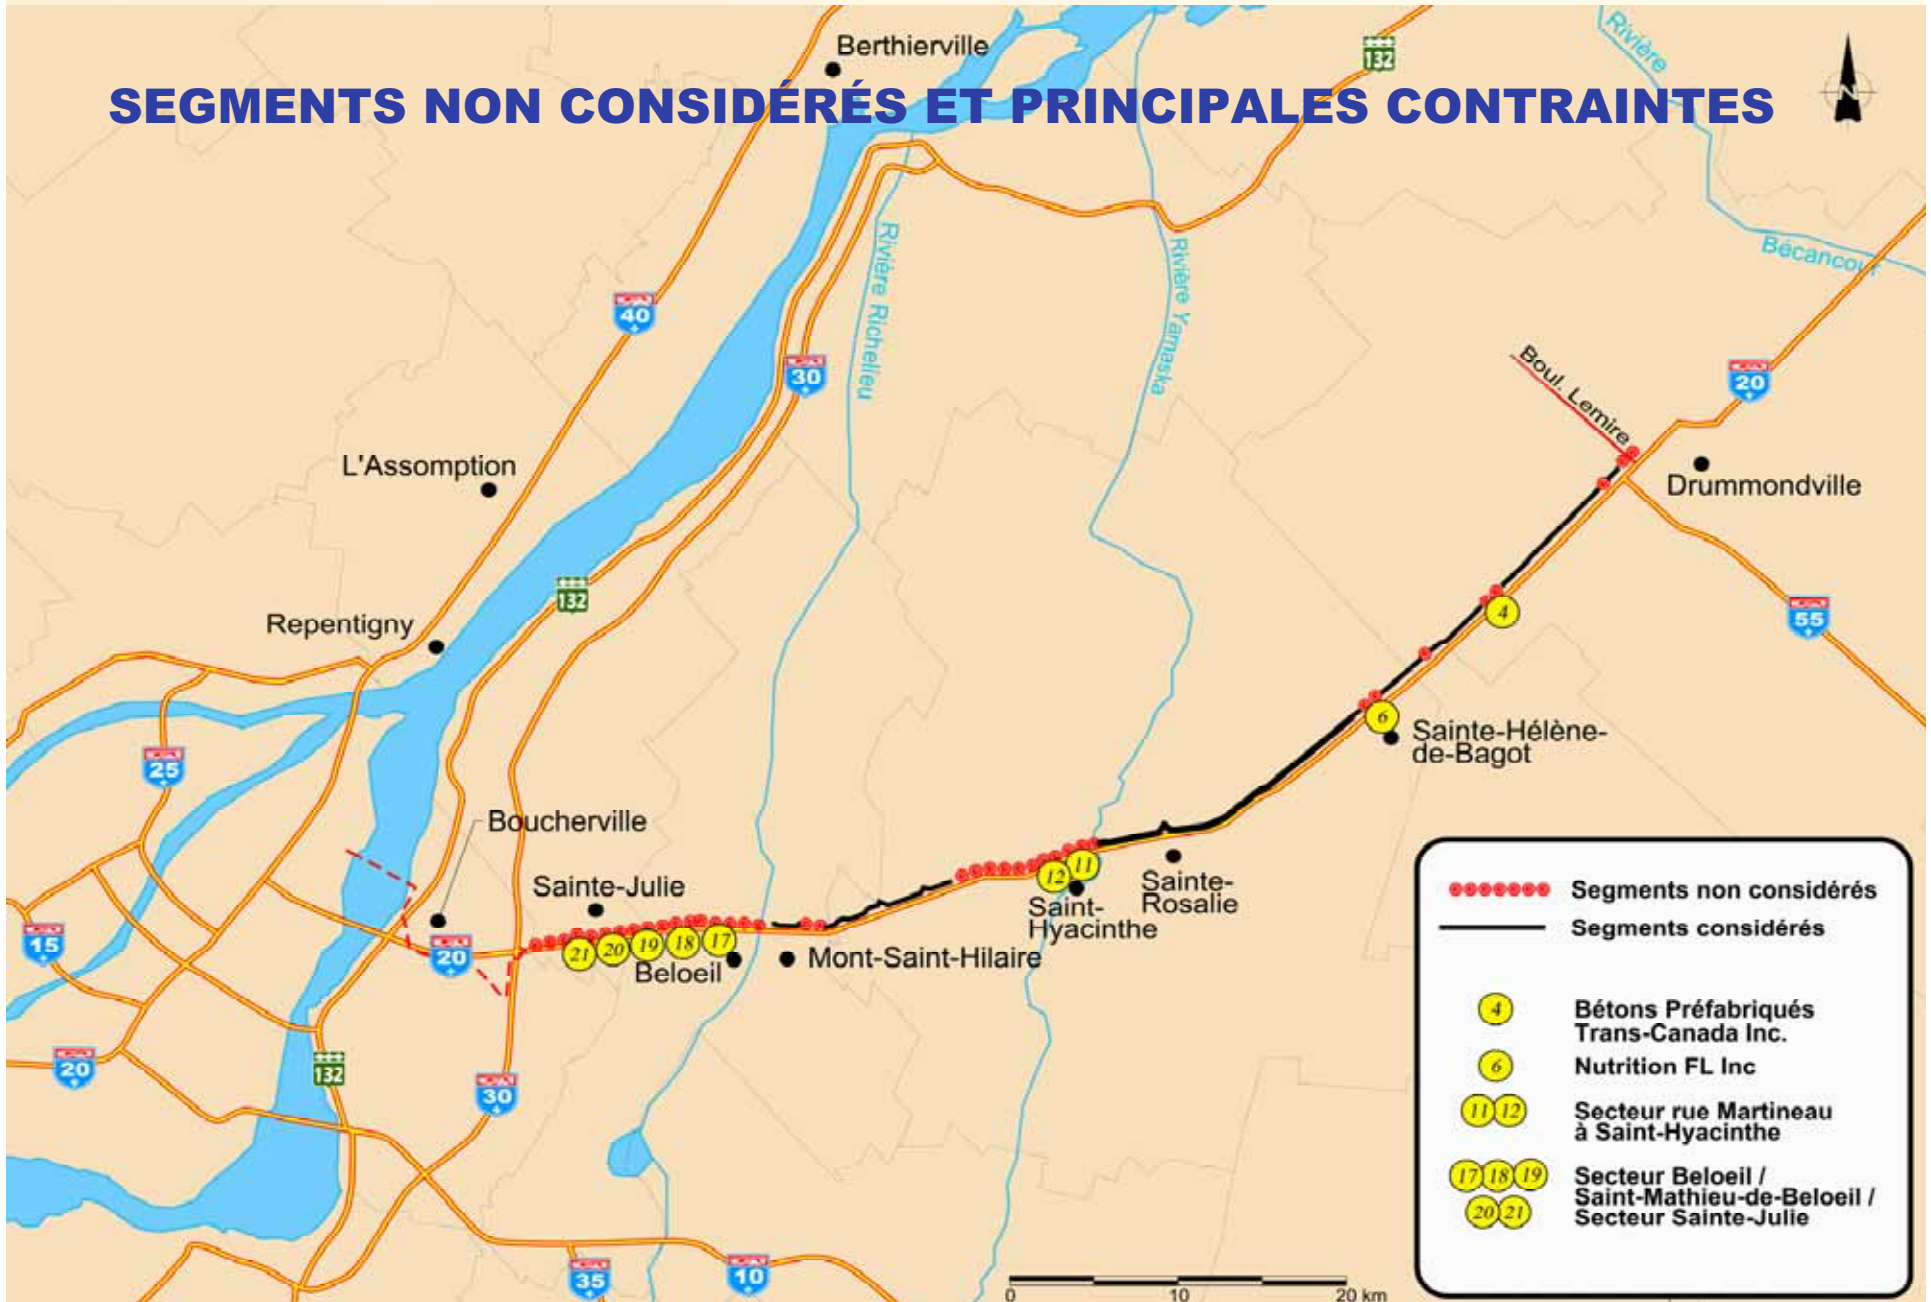 SEGMENTS NON CONSIDÉRÉS ET PRINCIPALES CONTRAINTES
Berthierville
132
Rivière
N
Bécancour
Rivière Richelieu
Rivière Yamaska
40
30
20
Boul. Lemire
L'Assomption
Drummondville
132
4
55
Repentigny
6
Sainte-Hélène-
de-Bagot
25
Boucherville
Sainte-Julie
12
11
Sainte-
Rosalie
Saint-
Hyacinthe
15
20
21
20
19
18
17
Beloeil
Mont-Saint-Hilaire
20
132
30
35
10
0
10
20 km
Segments non considérés
Segments considérés
4
Bétons Préfabriqués
Trans-Canada Inc.
6
Nutrition FL Inc
11 12
Secteur rue Martineau
à Saint-Hyacinthe
17 18 19
20 21
Secteur Beloeil /
Saint-Mathieu-de-Beloeil /
Secteur Sainte-Julie